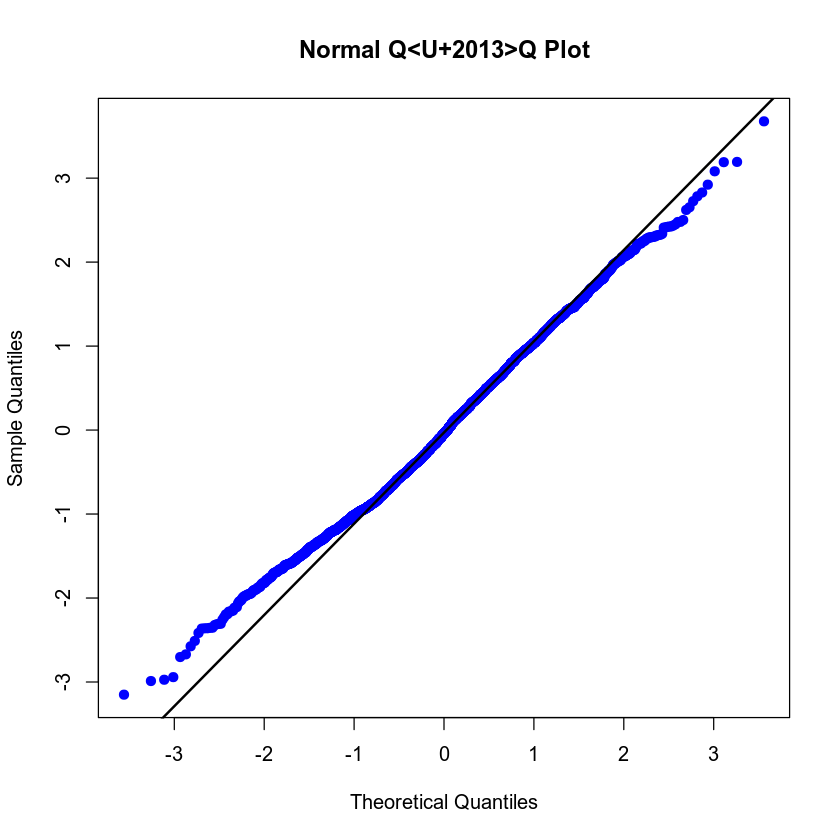 Normal Q<U+2013>Q Plot
Sample Quantiles
3
2
1
0
-1
-2
-3
-3 -2 -1 0 1 2 3
Theoretical Quantiles